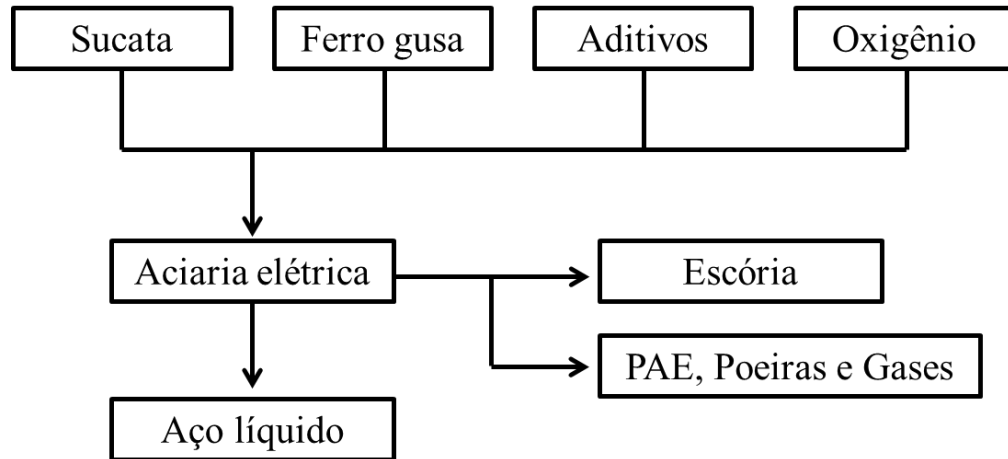 Sucata
Ferro gusa
Aditivos
Oxigênio
Aciaria elétrica
Escória
PAE, Poeiras e Gases
Aço líquido